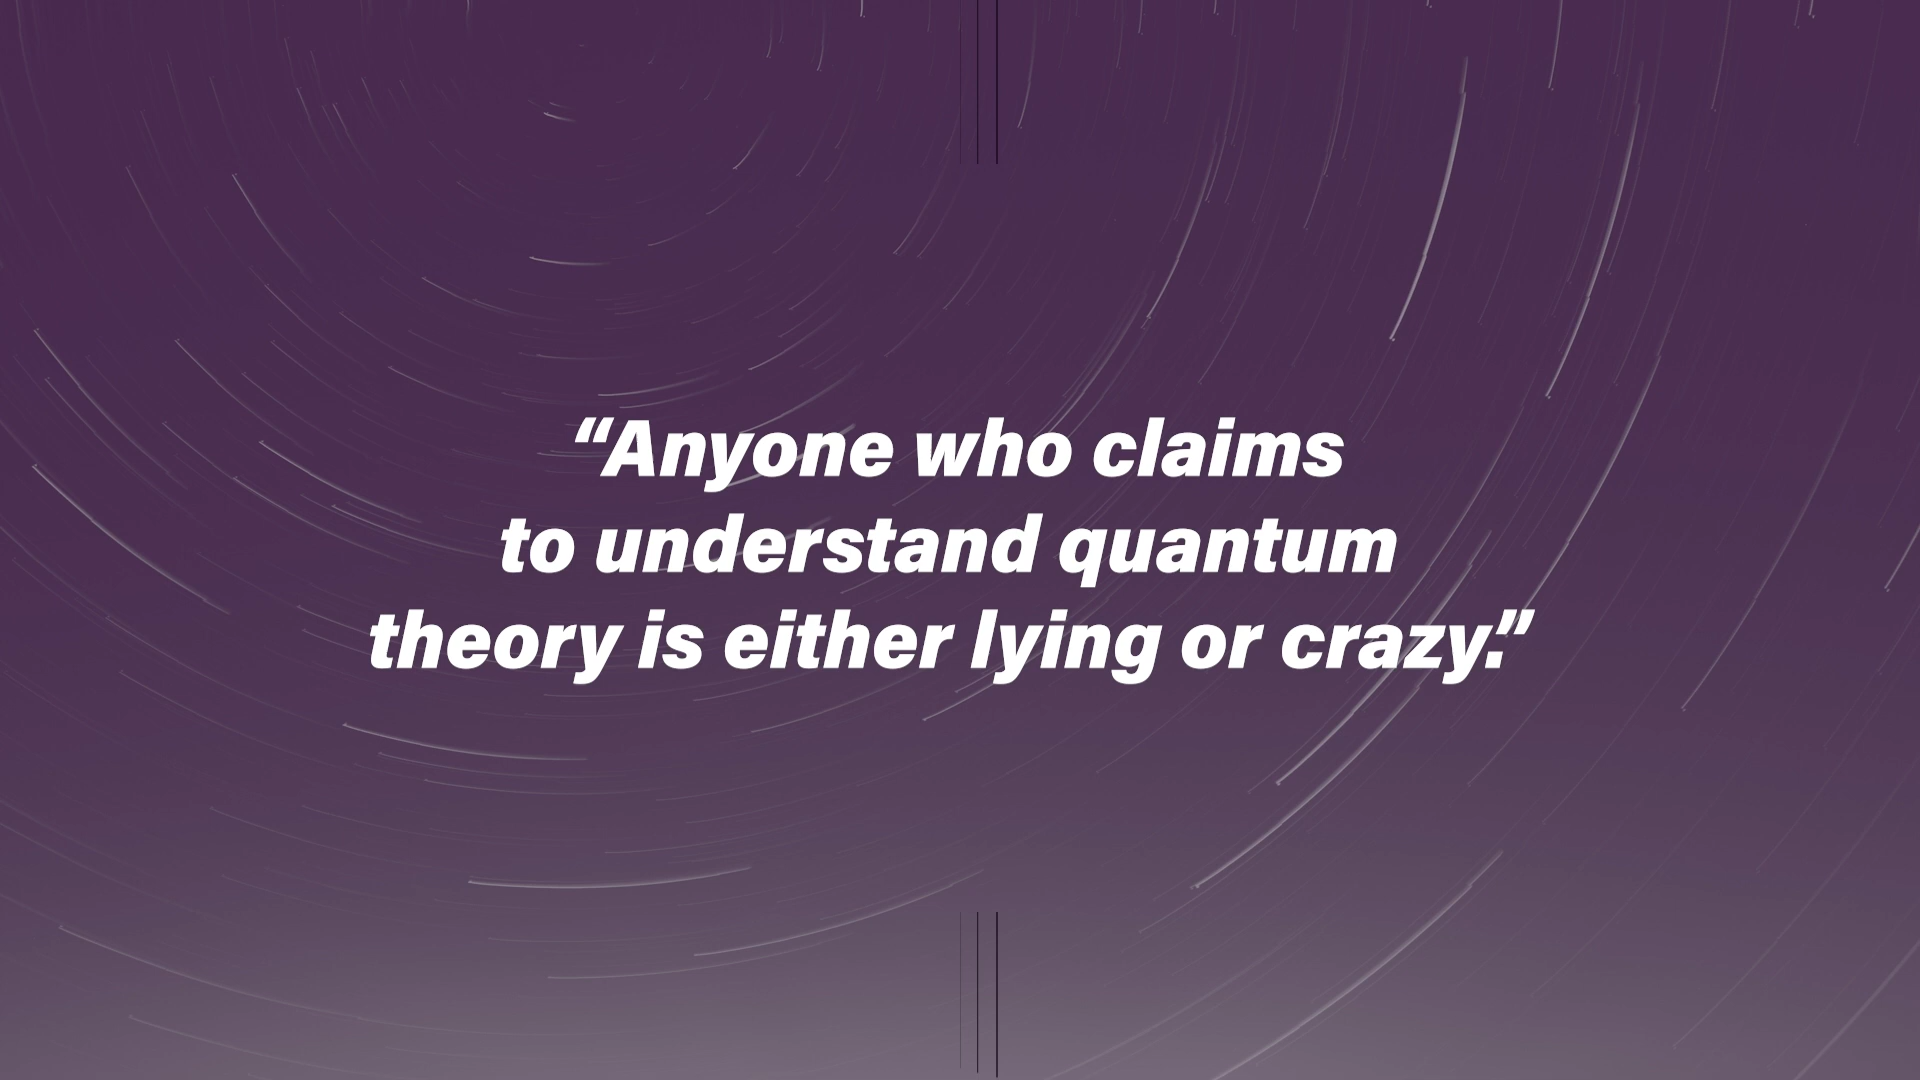 “Anyone who claims
to understand quantum
theory is either lying or crazy.”